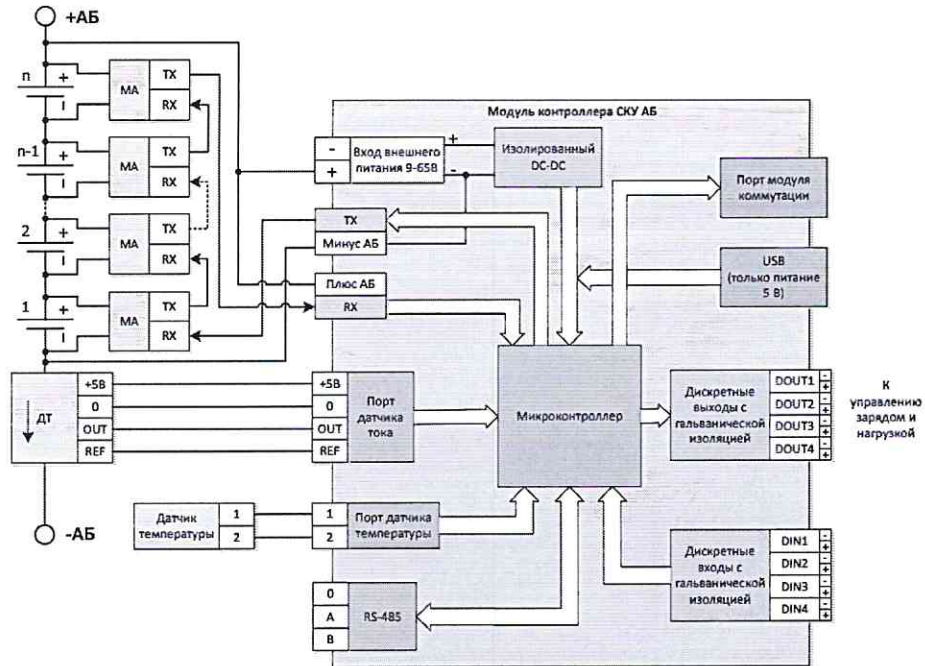 +АБ
n
+
-
МА
TX
RX
n-1
+
-
МА
TX
RX
2
+
-
МА
TX
RX
1
+
-
МА
TX
RX
ДТ
+5В
0
OUT
REF
-АБ
Датчик
температуры
1
2
Модуль контроллера СКУ АБ
-
+
Вход внешнего
питания 9-65В
+
-
Изолированный
DC-DC
TX
Минус АБ
Плюс АБ
RX
Порт модуля
коммутации
USB
(только питание
5 В)
+5В
0
OUT
REF
Порт
датчика
тока
Микроконтроллер
Дискретные
выходы с
гальванической
изоляцией
DOUT1
-
+
DOUT2
-
+
DOUT3
-
+
DOUT4
-
+
К
управлению
зарядом и
нагрузкой
1
2
Порт датчика
температуры
Дискретные
входы с
гальванической
изоляцией
DIN1
-
+
DIN2
-
+
DIN3
-
+
DIN4
-
+
0
A
B
RS-485